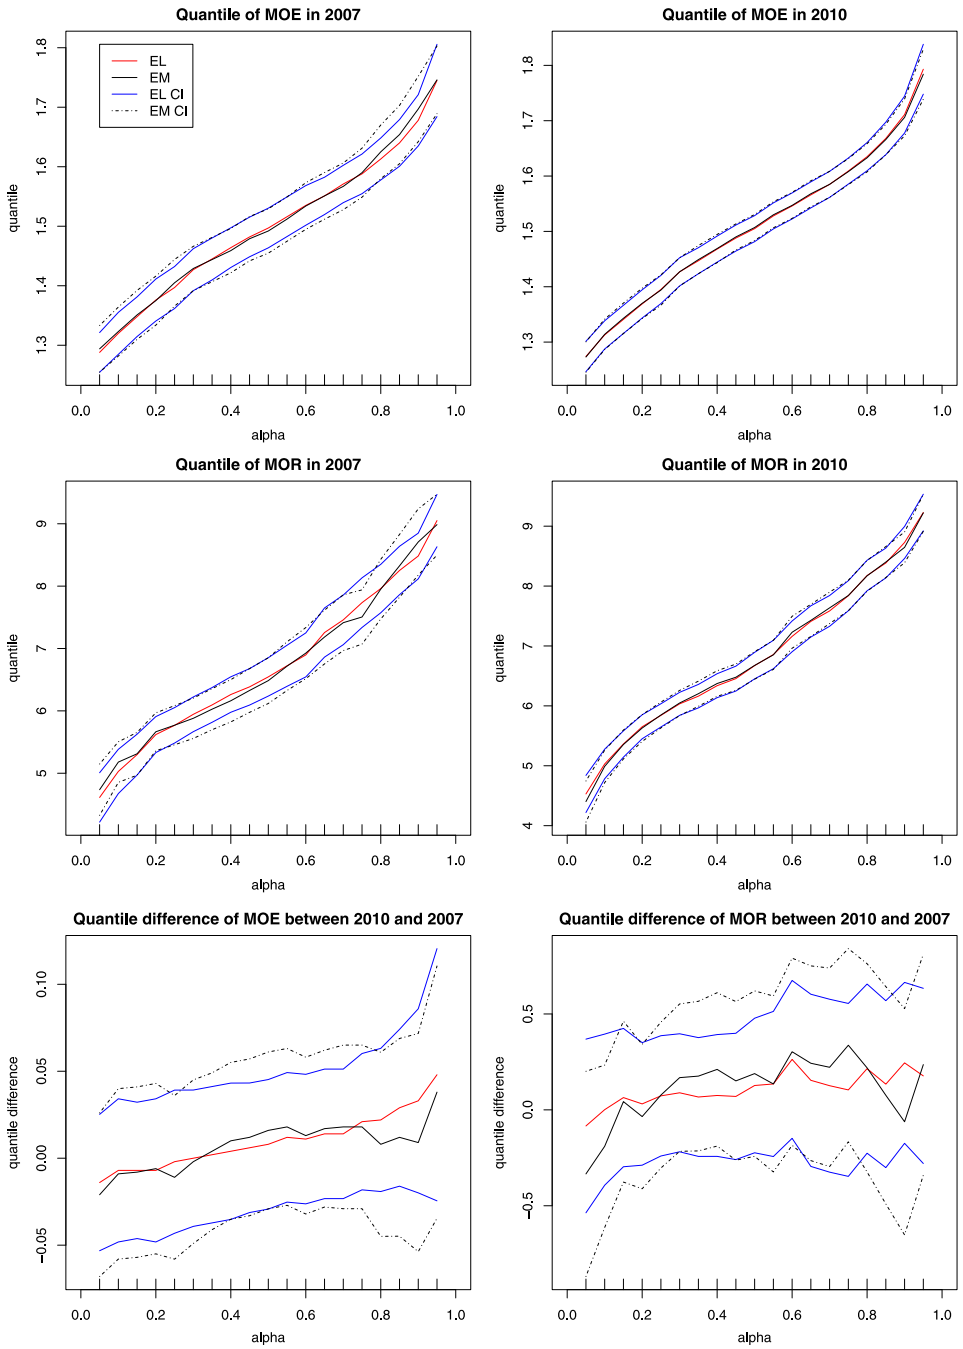 Quantile of MOE in 2007
EL
EM
EL CI
EM CI
quantile
1.3
1.4
1.5
1.6
1.7
1.8
0.0 0.2 0.4 0.6 0.8 1.0
alpha
Quantile of MOE in 2010
quantile
1.3
1.4
1.5
1.6
1.7
1.8
0.0 0.2 0.4 0.6 0.8 1.0
alpha
Quantile of MOR in 2007
quantile
5
6
7
8
9
0.0 0.2 0.4 0.6 0.8 1.0
alpha
Quantile of MOR in 2010
quantile
4
5
6
7
8
9
0.0 0.2 0.4 0.6 0.8 1.0
alpha
Quantile difference of MOE between 2010 and 2007
quantile difference
−0.05
0.00
0.05
0.10
0.0 0.2 0.4 0.6 0.8 1.0
alpha
Quantile difference of MOR between 2010 and 2007
quantile difference
−0.5
0.0
0.5
0.0 0.2 0.4 0.6 0.8 1.0
alpha